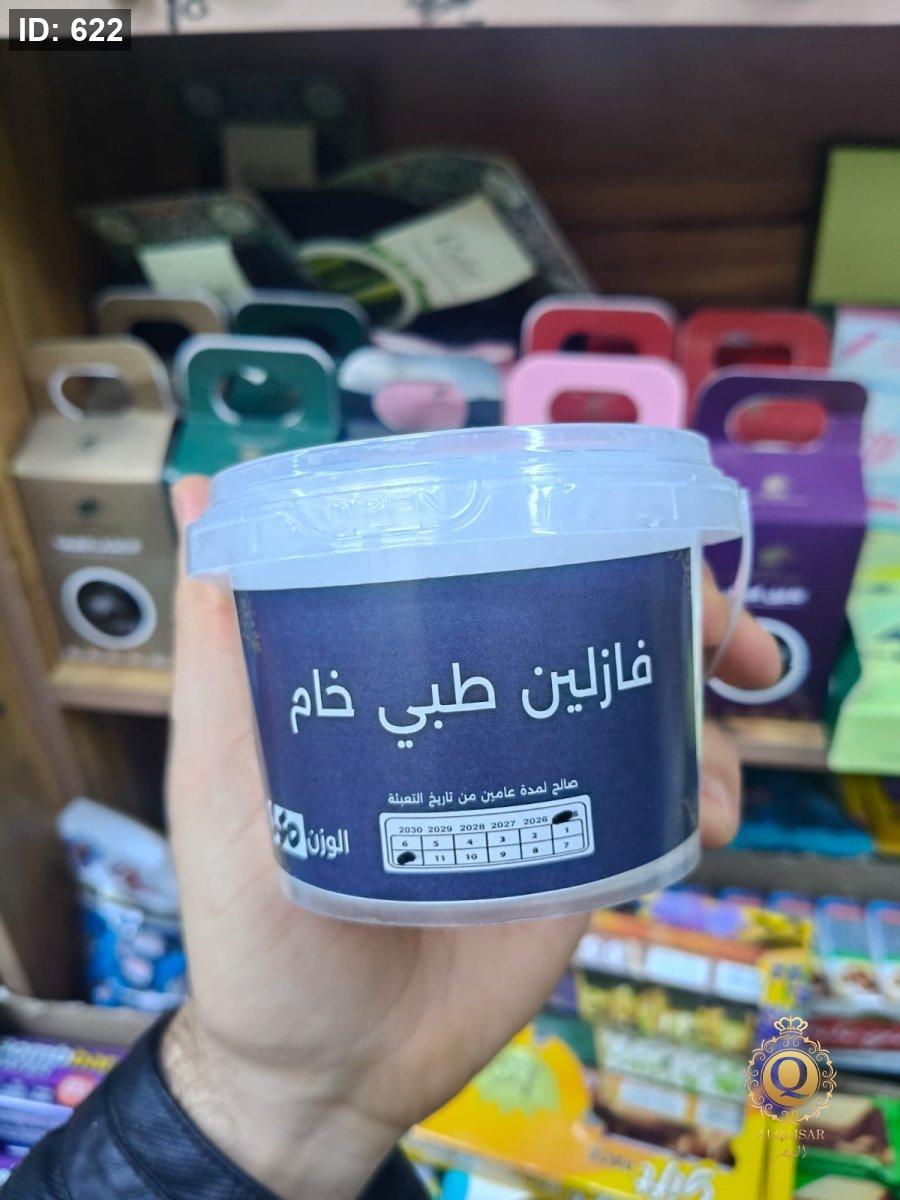 ID: 622
OPEN
فازلين طبي خام
صالح لمدة عامين من تاريخ التعبئة
2026 2027 2028 2029 2030
1 2 3 4 5 6
7 8 9 10 11
الوزن
Q
ALQAISAR